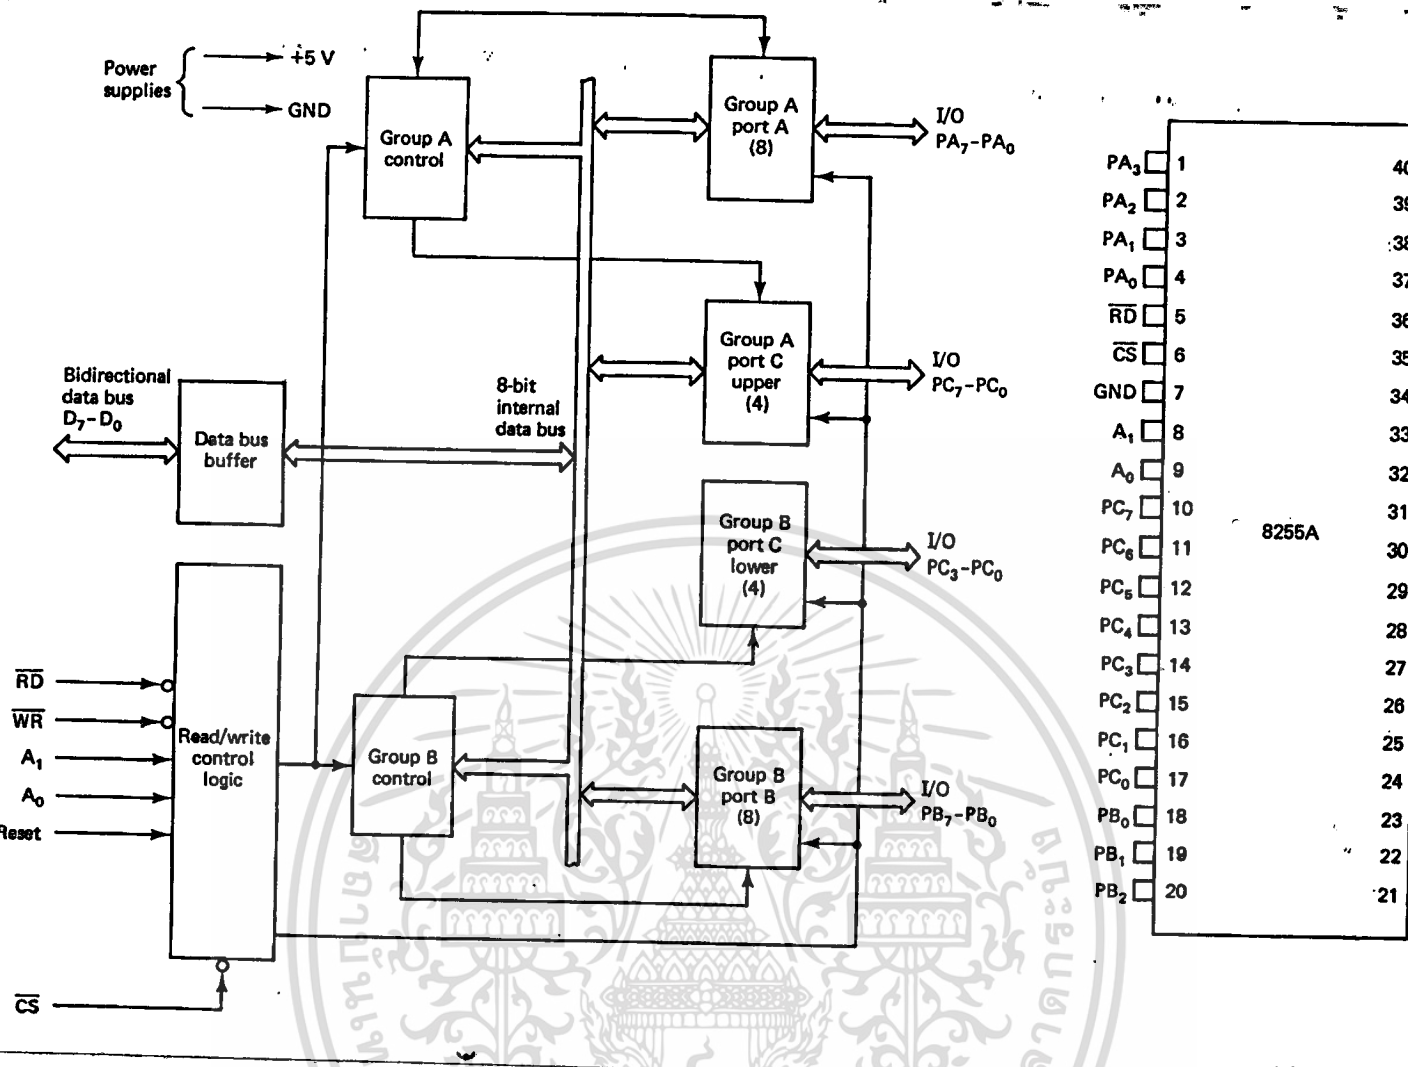 Power
supplies
+5 V
GND
Group A
control
Group A
port A
(8)
I/O
PA₇-PA₀
Group A
port C
upper
(4)
I/O
PC₇-PC₀
Bidirectional
data bus
D₇-D₀
Data bus
buffer
8-bit
internal
data bus
Group B
port C
lower
(4)
I/O
PC₃-PC₀
R̅D̅
W̅R̅
A₁
A₀
Reset
C̅S̅
Read/write
control
logic
Group B
control
Group B
port B
(8)
I/O
PB₇-PB₀
PA₃ 1
PA₂ 2
PA₁ 3
PA₀ 4
R̅D̅ 5
C̅S̅ 6
GND 7
A₁ 8
A₀ 9
PC₇ 10
PC₆ 11
PC₅ 12
PC₄ 13
PC₃ 14
PC₂ 15
PC₁ 16
PC₀ 17
PB₀ 18
PB₁ 19
PB₂ 20
8255A
40
39
38
37
36
35
34
33
32
31
30
29
28
27
26
25
24
23
22
21